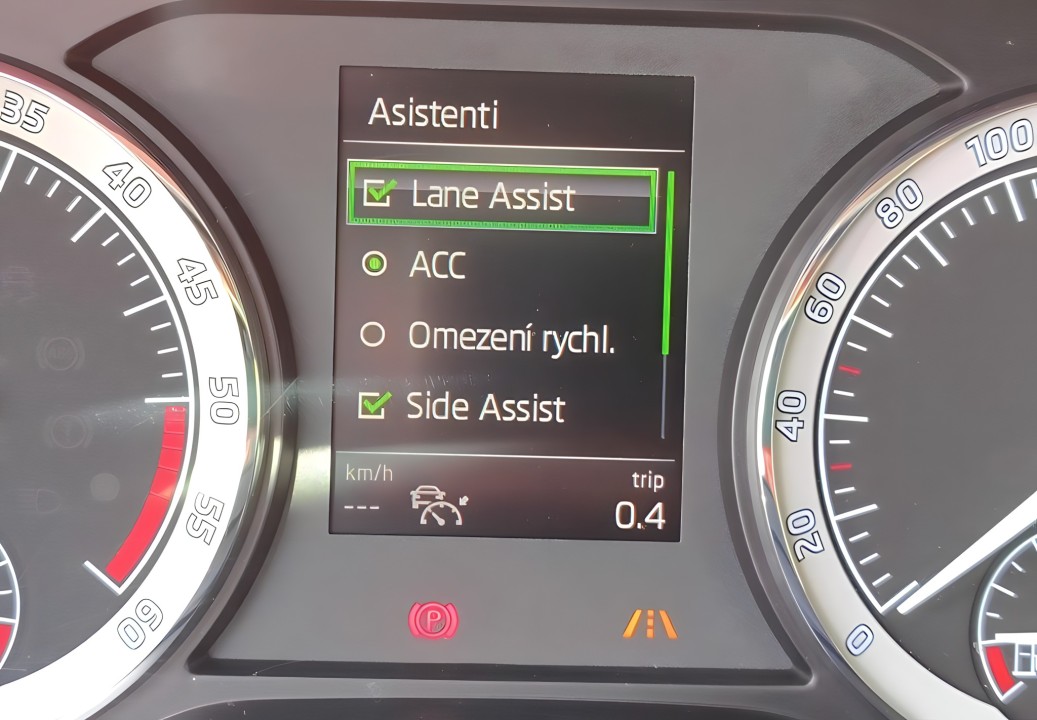 Asistenti
Lane Assist
ACC
Omezení rychl.
Side Assist
km/h
trip
---
0.4
P
35
40
45
50
55
60
100
80
60
40
20
0